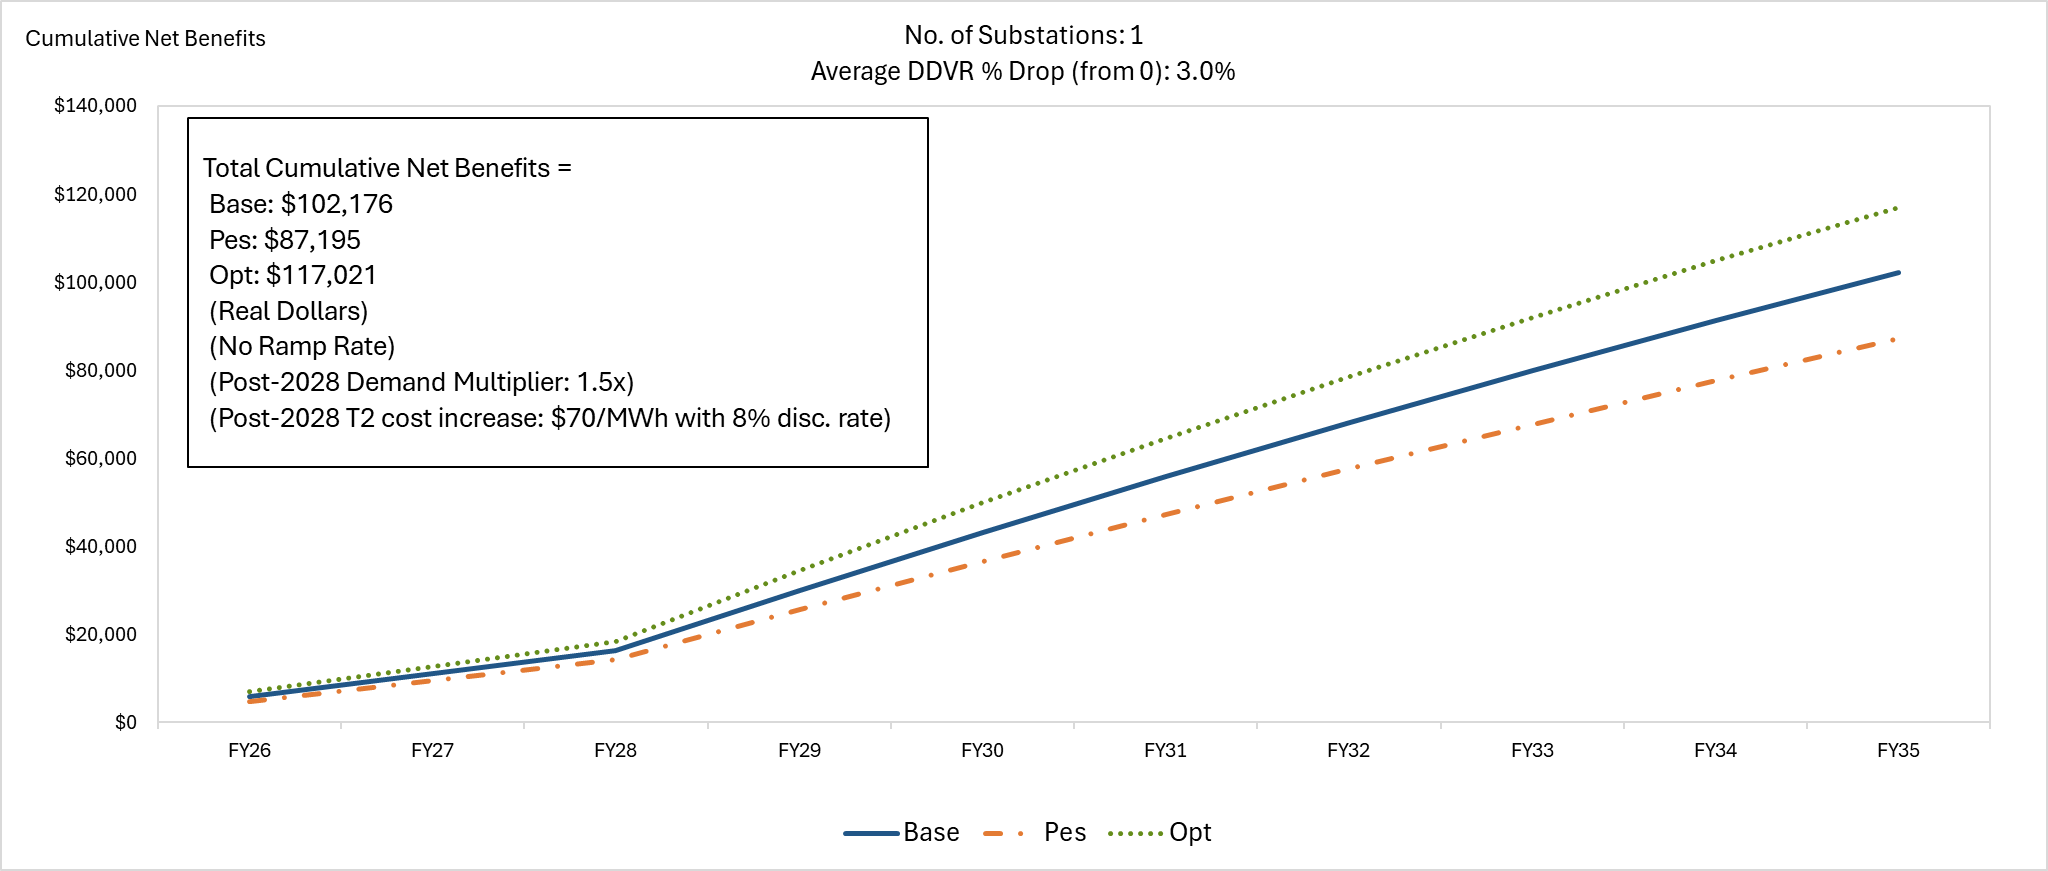 Cumulative Net Benefits
No. of Substations: 1
Average DDVR % Drop (from 0): 3.0%
$140,000
$120,000
$100,000
$80,000
$60,000
$40,000
$20,000
$0
Total Cumulative Net Benefits =
Base: $102,176
Pes: $87,195
Opt: $117,021
(Real Dollars)
(No Ramp Rate)
(Post-2028 Demand Multiplier: 1.5x)
(Post-2028 T2 cost increase: $70/MWh with 8% disc. rate)
FY26 FY27 FY28 FY29 FY30 FY31 FY32 FY33 FY34 FY35
Base Pes Opt